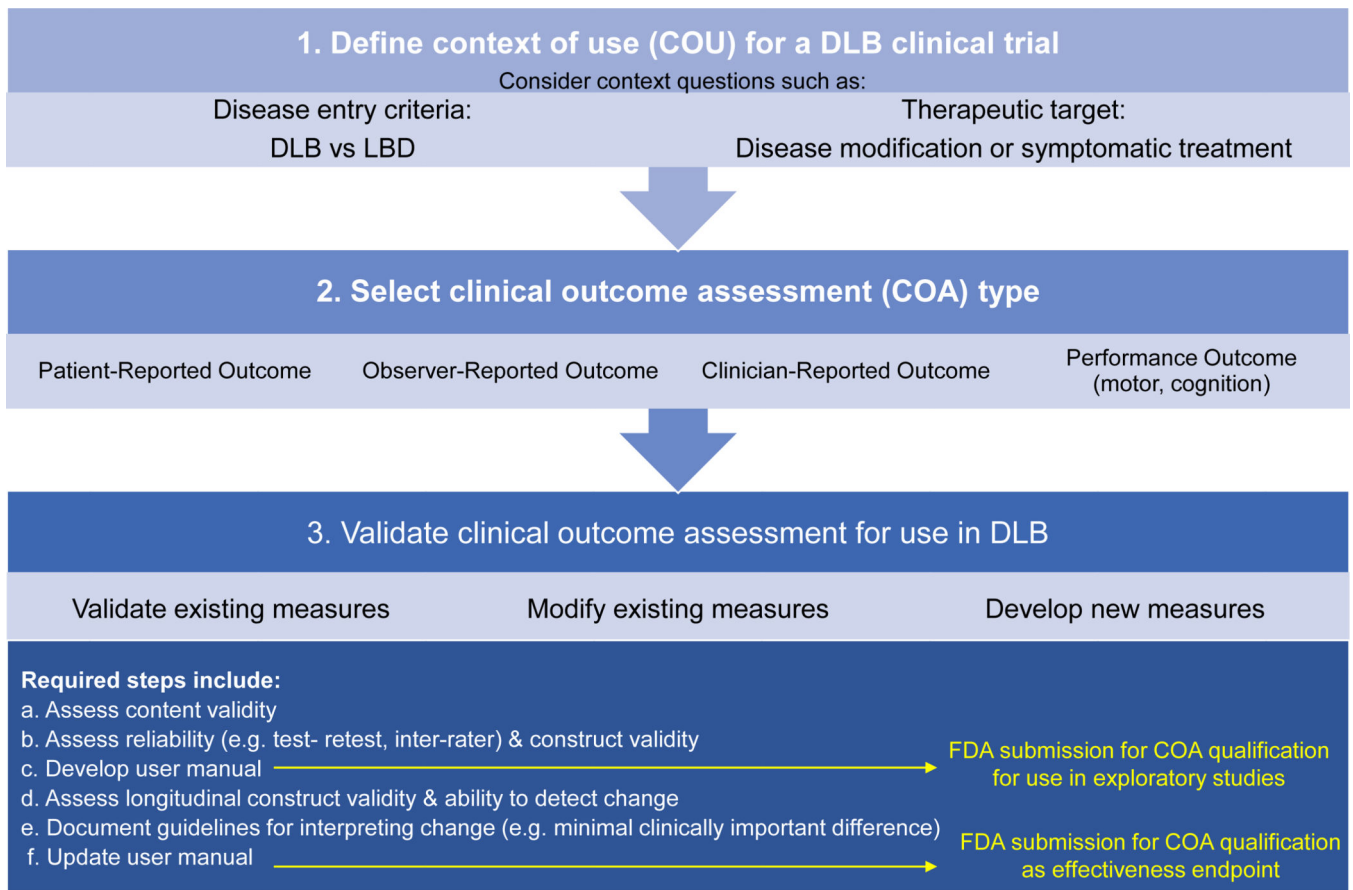 1. Define context of use (COU) for a DLB clinical trial
Consider context questions such as:
Disease entry criteria:
DLB vs LBD
Therapeutic target:
Disease modification or symptomatic treatment
2. Select clinical outcome assessment (COA) type
Patient-Reported Outcome
Observer-Reported Outcome
Clinician-Reported Outcome
Performance Outcome
(motor, cognition)
3. Validate clinical outcome assessment for use in DLB
Validate existing measures
Modify existing measures
Develop new measures
Required steps include:
a. Assess content validity
b. Assess reliability (e.g. test- retest, inter-rater) & construct validity
c. Develop user manual
FDA submission for COA qualification
for use in exploratory studies
d. Assess longitudinal construct validity & ability to detect change
e. Document guidelines for interpreting change (e.g. minimal clinically important difference)
f. Update user manual
FDA submission for COA qualification
as effectiveness endpoint